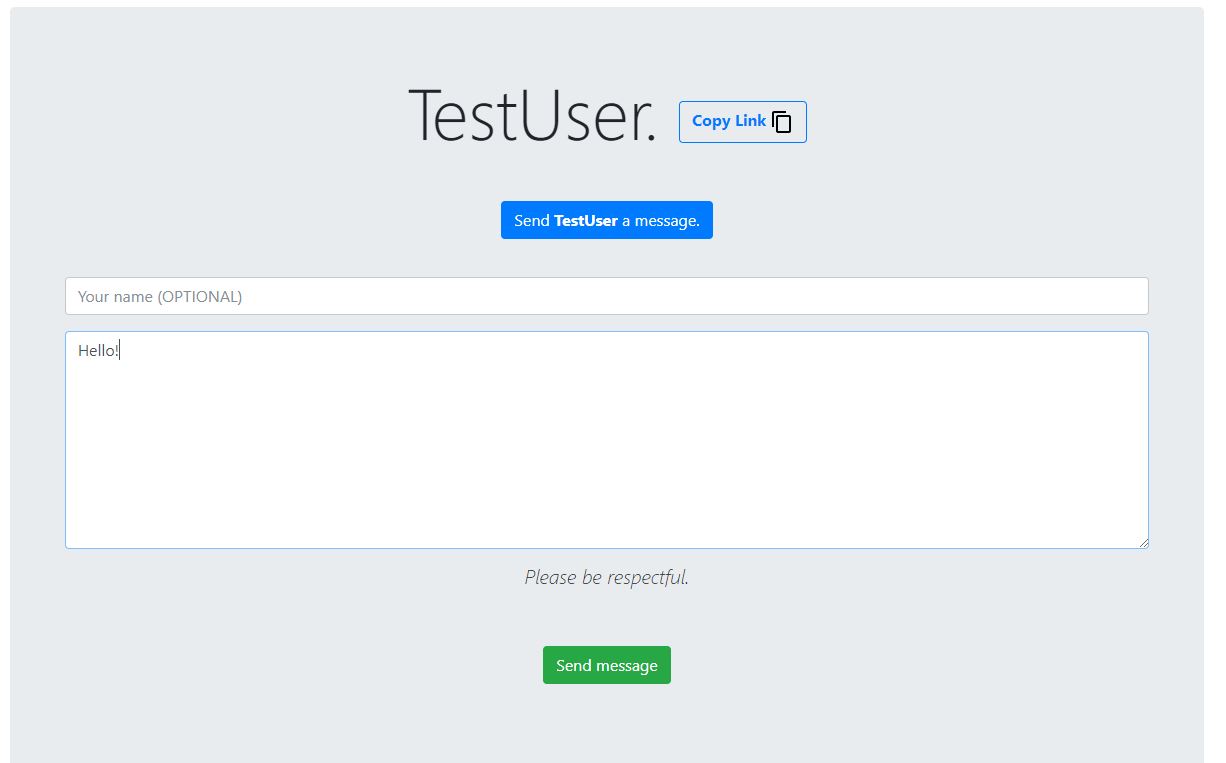 TestUser. Copy Link
Send TestUser a message.
Your name (OPTIONAL)
Hello!
Please be respectful.
Send message